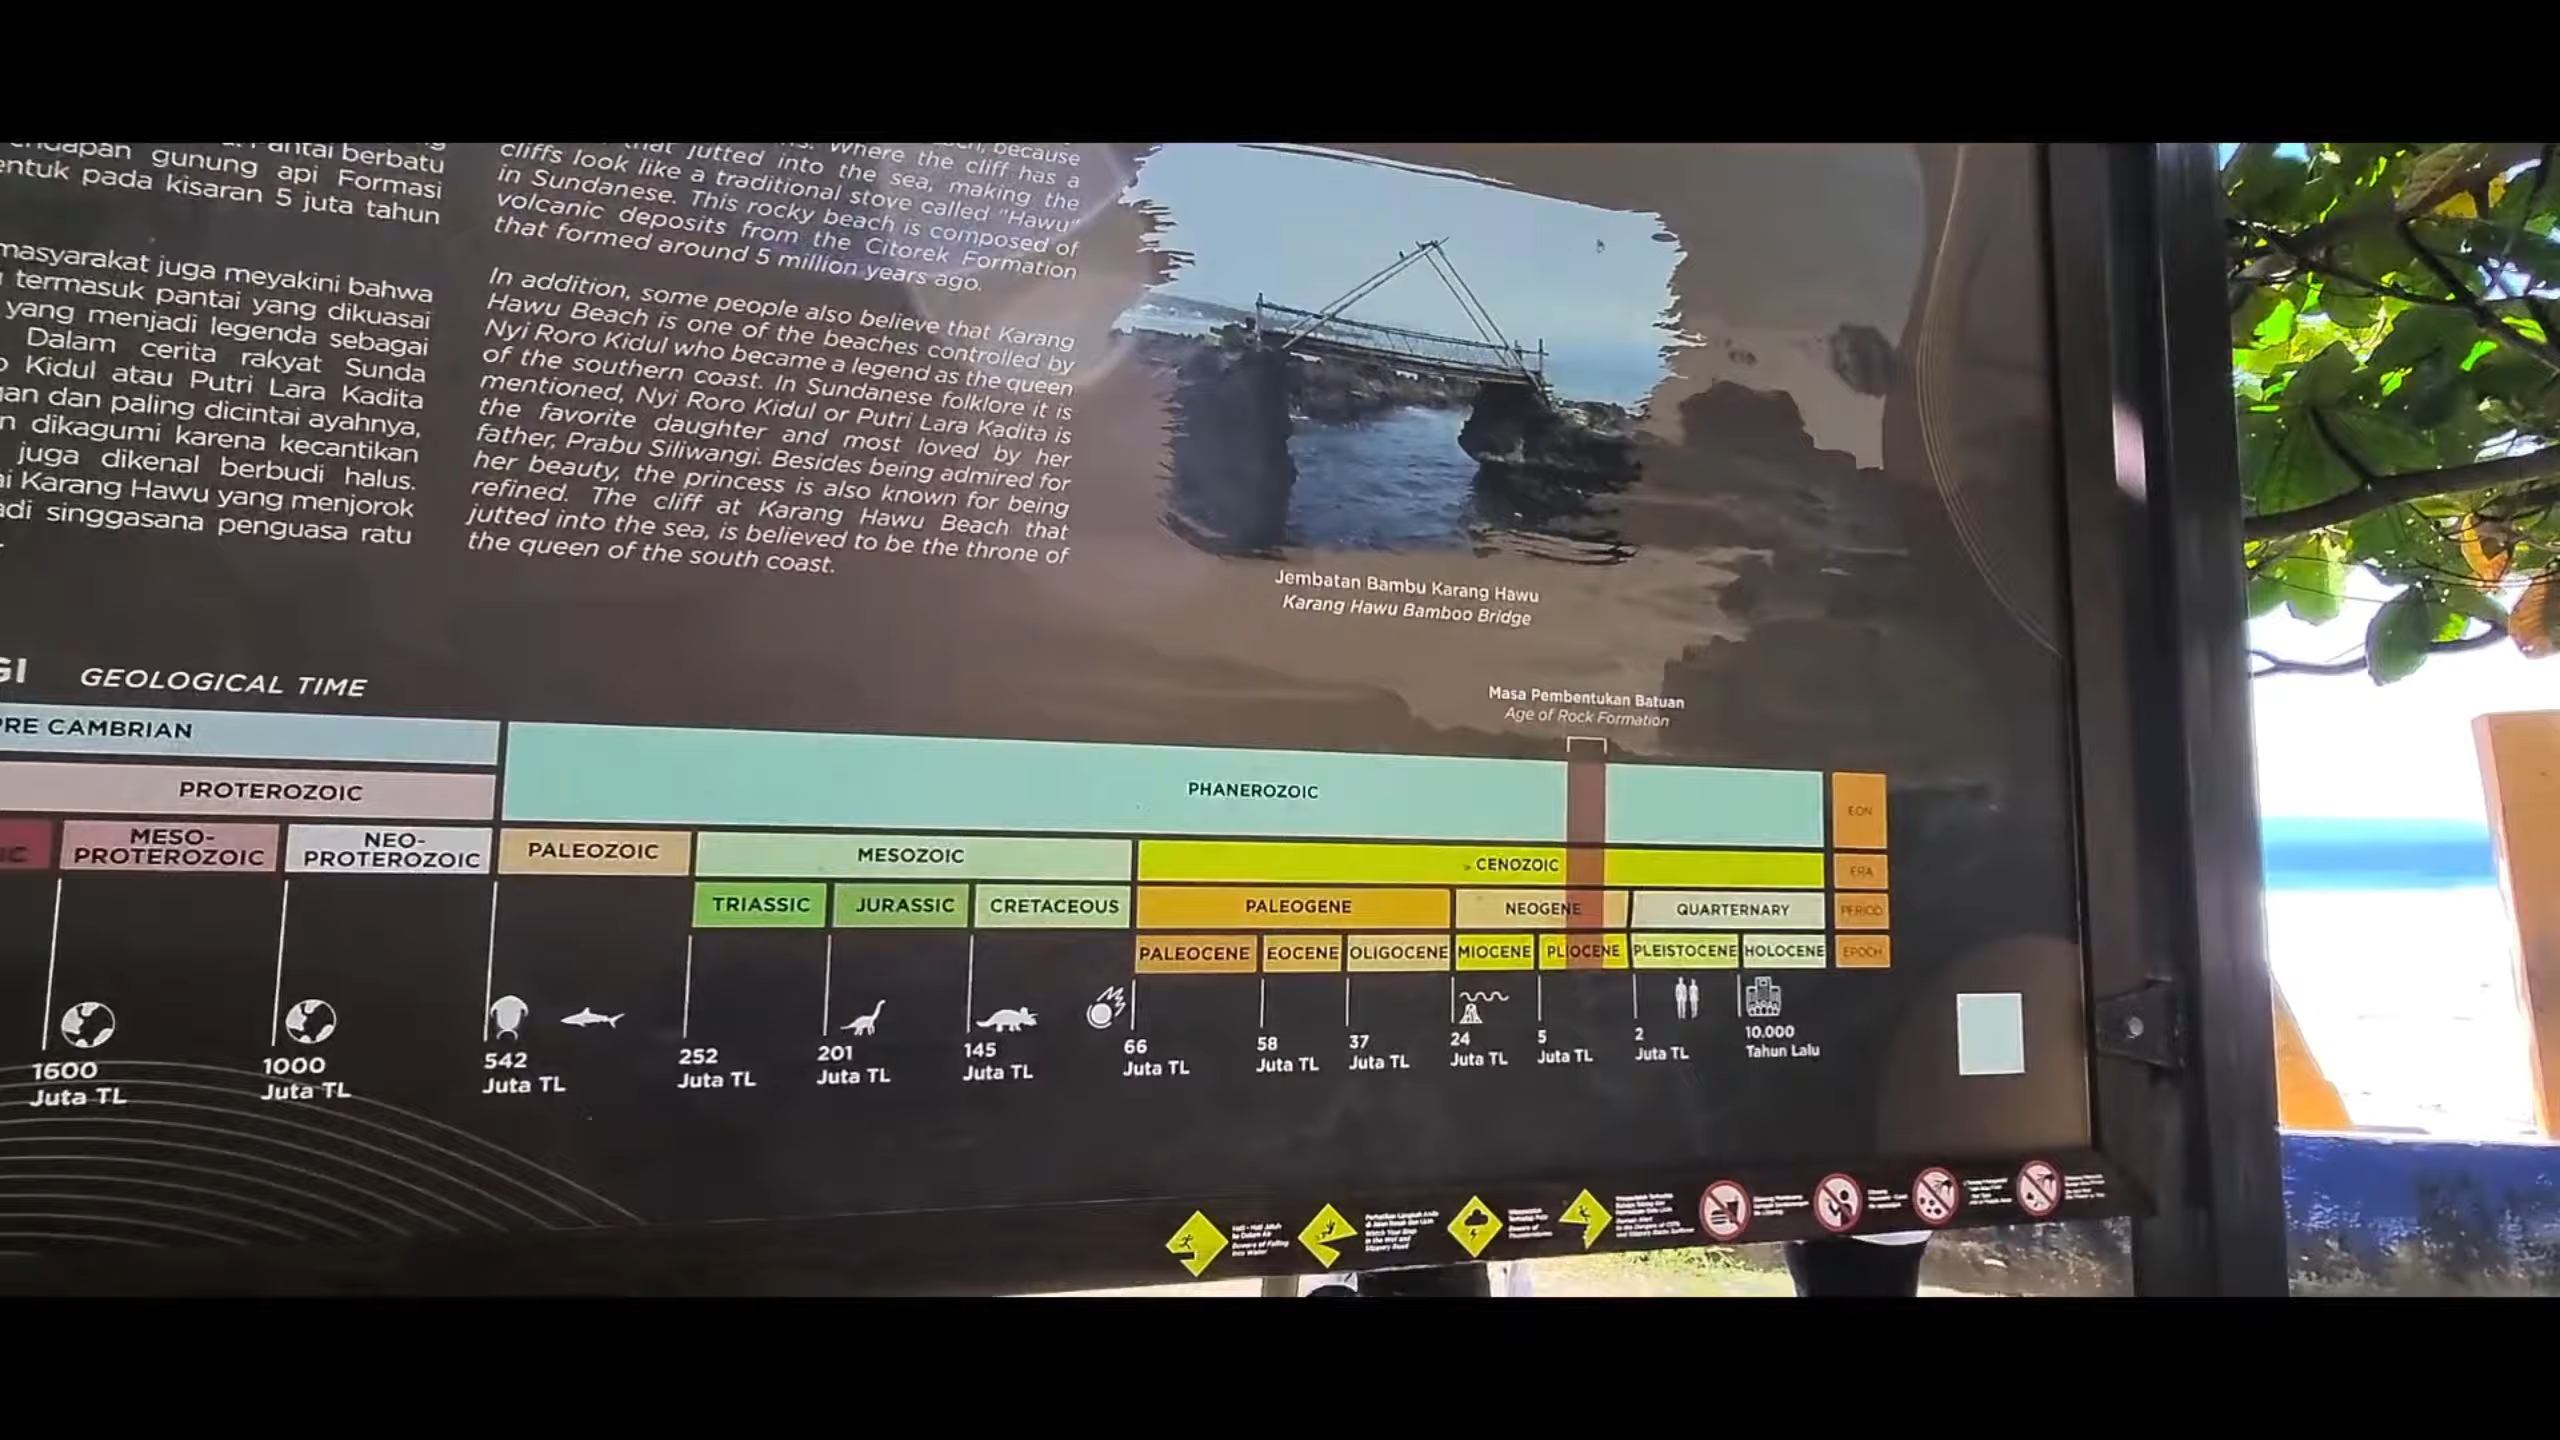 antai berbatu
endapan gunung api Formasi
entuk pada kisaran 5 juta tahun
masyarakat juga meyakini bahwa
termasuk pantai yang dikuasai
yang menjadi legenda sebagai
Dalam cerita rakyat Sunda
Kidul atau Putri Lara Kadita
gan dan paling dicintai ayahnya,
n dikagumi karena kecantikan
juga dikenal berbudi halus.
ai Karang Hawu yang menjorok
adi singgasana penguasa ratu
because
Where the cliff has a
that jutted into the sea, making the
cliffs look like a traditional stove called "Hawu"
in Sundanese. This rocky beach is composed of
volcanic deposits from the Citorek Formation
that formed around 5 million years ago.
In addition, some people also believe that Karang
Hawu Beach is one of the beaches controlled by
Nyi Roro Kidul who became a legend as the queen
of the southern coast. In Sundanese folklore it is
mentioned, Nyi Roro Kidul or Putri Lara Kadita is
the favorite daughter and most loved by her
father, Prabu Siliwangi. Besides being admired for
her beauty, the princess is also known for being
refined. The cliff at Karang Hawu Beach that
jutted into the sea, is believed to be the throne of
the queen of the south coast.
Jembatan Bambu Karang Hawu
Karang Hawu Bamboo Bridge
GI GEOLOGICAL TIME
Masa Pembentukan Batuan
Age of Rock Formation
PRE CAMBRIAN
PROTEROZOIC PHANEROZOIC EON
IC MESO-PROTEROZOIC NEO-PROTEROZOIC PALEOZOIC MESOZOIC CENOZOIC ERA
TRIASSIC JURASSIC CRETACEOUS PALEOGENE NEOGENE QUARTERNARY PERIOD
PALEOCENE EOCENE OLIGOCENE MIOCENE PLIOCENE PLEISTOCENE HOLOCENE EPOCH
1600 1000 542 252 201 145 66 58 37 24 5 2 10.000
Juta TL Juta TL Juta TL Juta TL Juta TL Juta TL Juta TL Juta TL Juta TL Juta TL Juta TL Juta TL Tahun Lalu